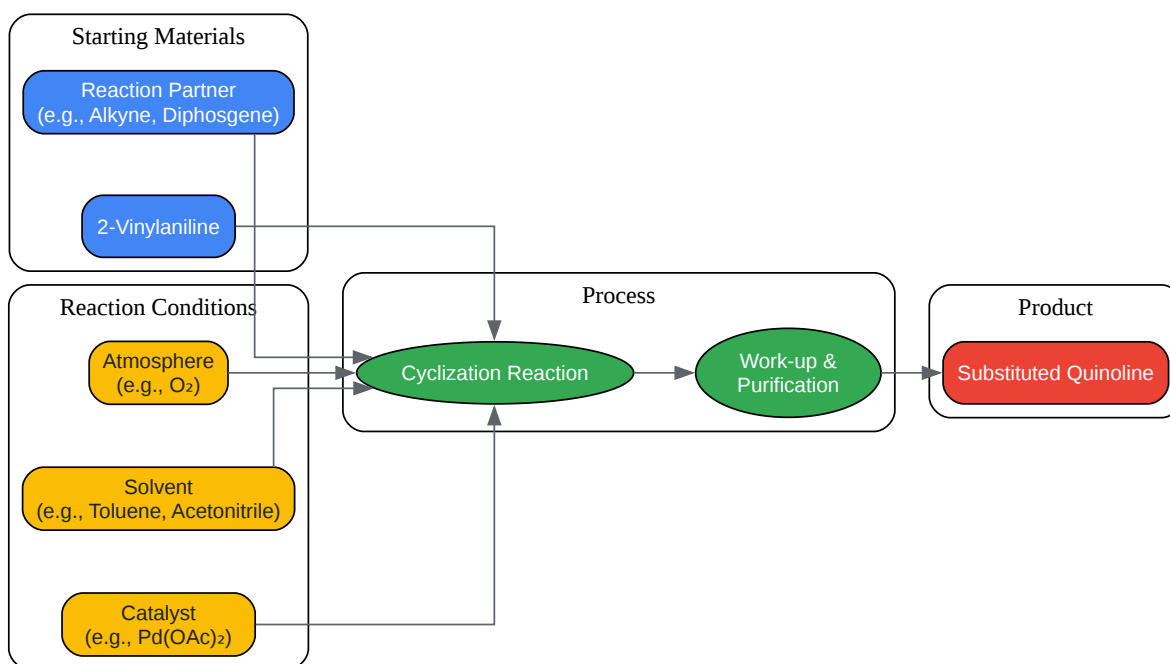 Starting Materials
Reaction Partner
(e.g., Alkyne, Diphosgene)
2-Vinylaniline
Reaction Conditions
Atmosphere
(e.g., O₂)
Solvent
(e.g., Toluene, Acetonitrile)
Catalyst
(e.g., Pd(OAc)₂)
Process
Cyclization Reaction
Work-up &
Purification
Product
Substituted Quinoline